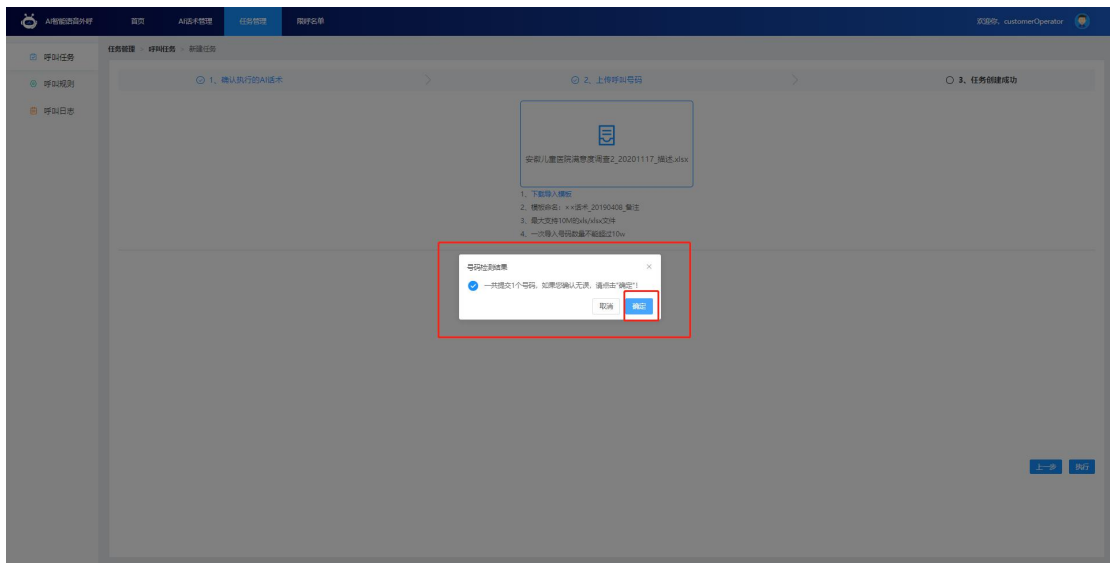 AI智能语音外呼 首页 AI话术管理 任务管理 限呼名单 欢迎你, customerOperator
呼叫任务
呼叫规则
呼叫日志
任务管理 > 呼叫任务 > 新建任务
1、确认执行的AI话术 > 2、上传呼叫号码 > 3、任务创建成功
安徽儿童医院满意度调查2_20201117_描述.xlsx
1、下载导入模板
2、模板命名：××话术_20190408_备注
3、最大支持10M的xls/xlsx文件
4、一次导入号码数量不能超过10w
号码检测结果 ×
一共提交1个号码，如果您确认无误，请点击"确定"!
取消 确定
上一步 执行